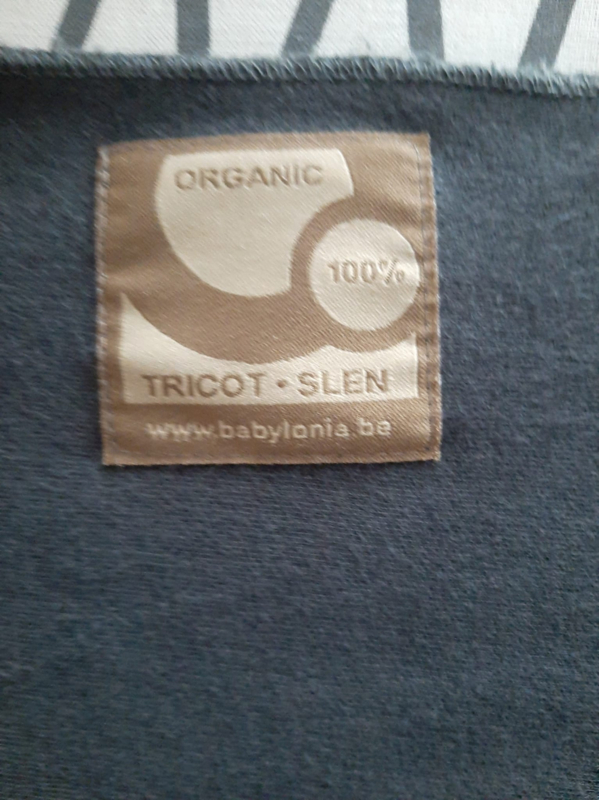 ORGANIC
100%
TRICOT • SLEN
www.babylonia.be